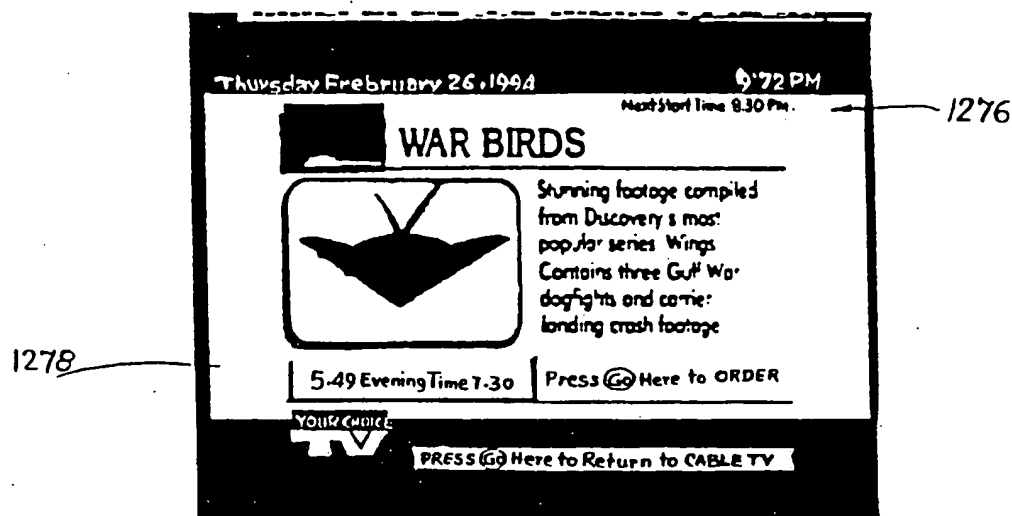 Thursday Frebruary 26,1994 9'72 PM
Next Start Time 8.30 PM.
1276
WAR BIRDS
Stunning footage compiled
from Discovery s most
popular series Wings
Contains three Gulf War
dogfights and carrier
landing crash footage
1278
5.49 Evening Time 7.30
Press Go Here to ORDER
YOUR CHOICE
TV
PRESS Go Here to Return to CABLE TV